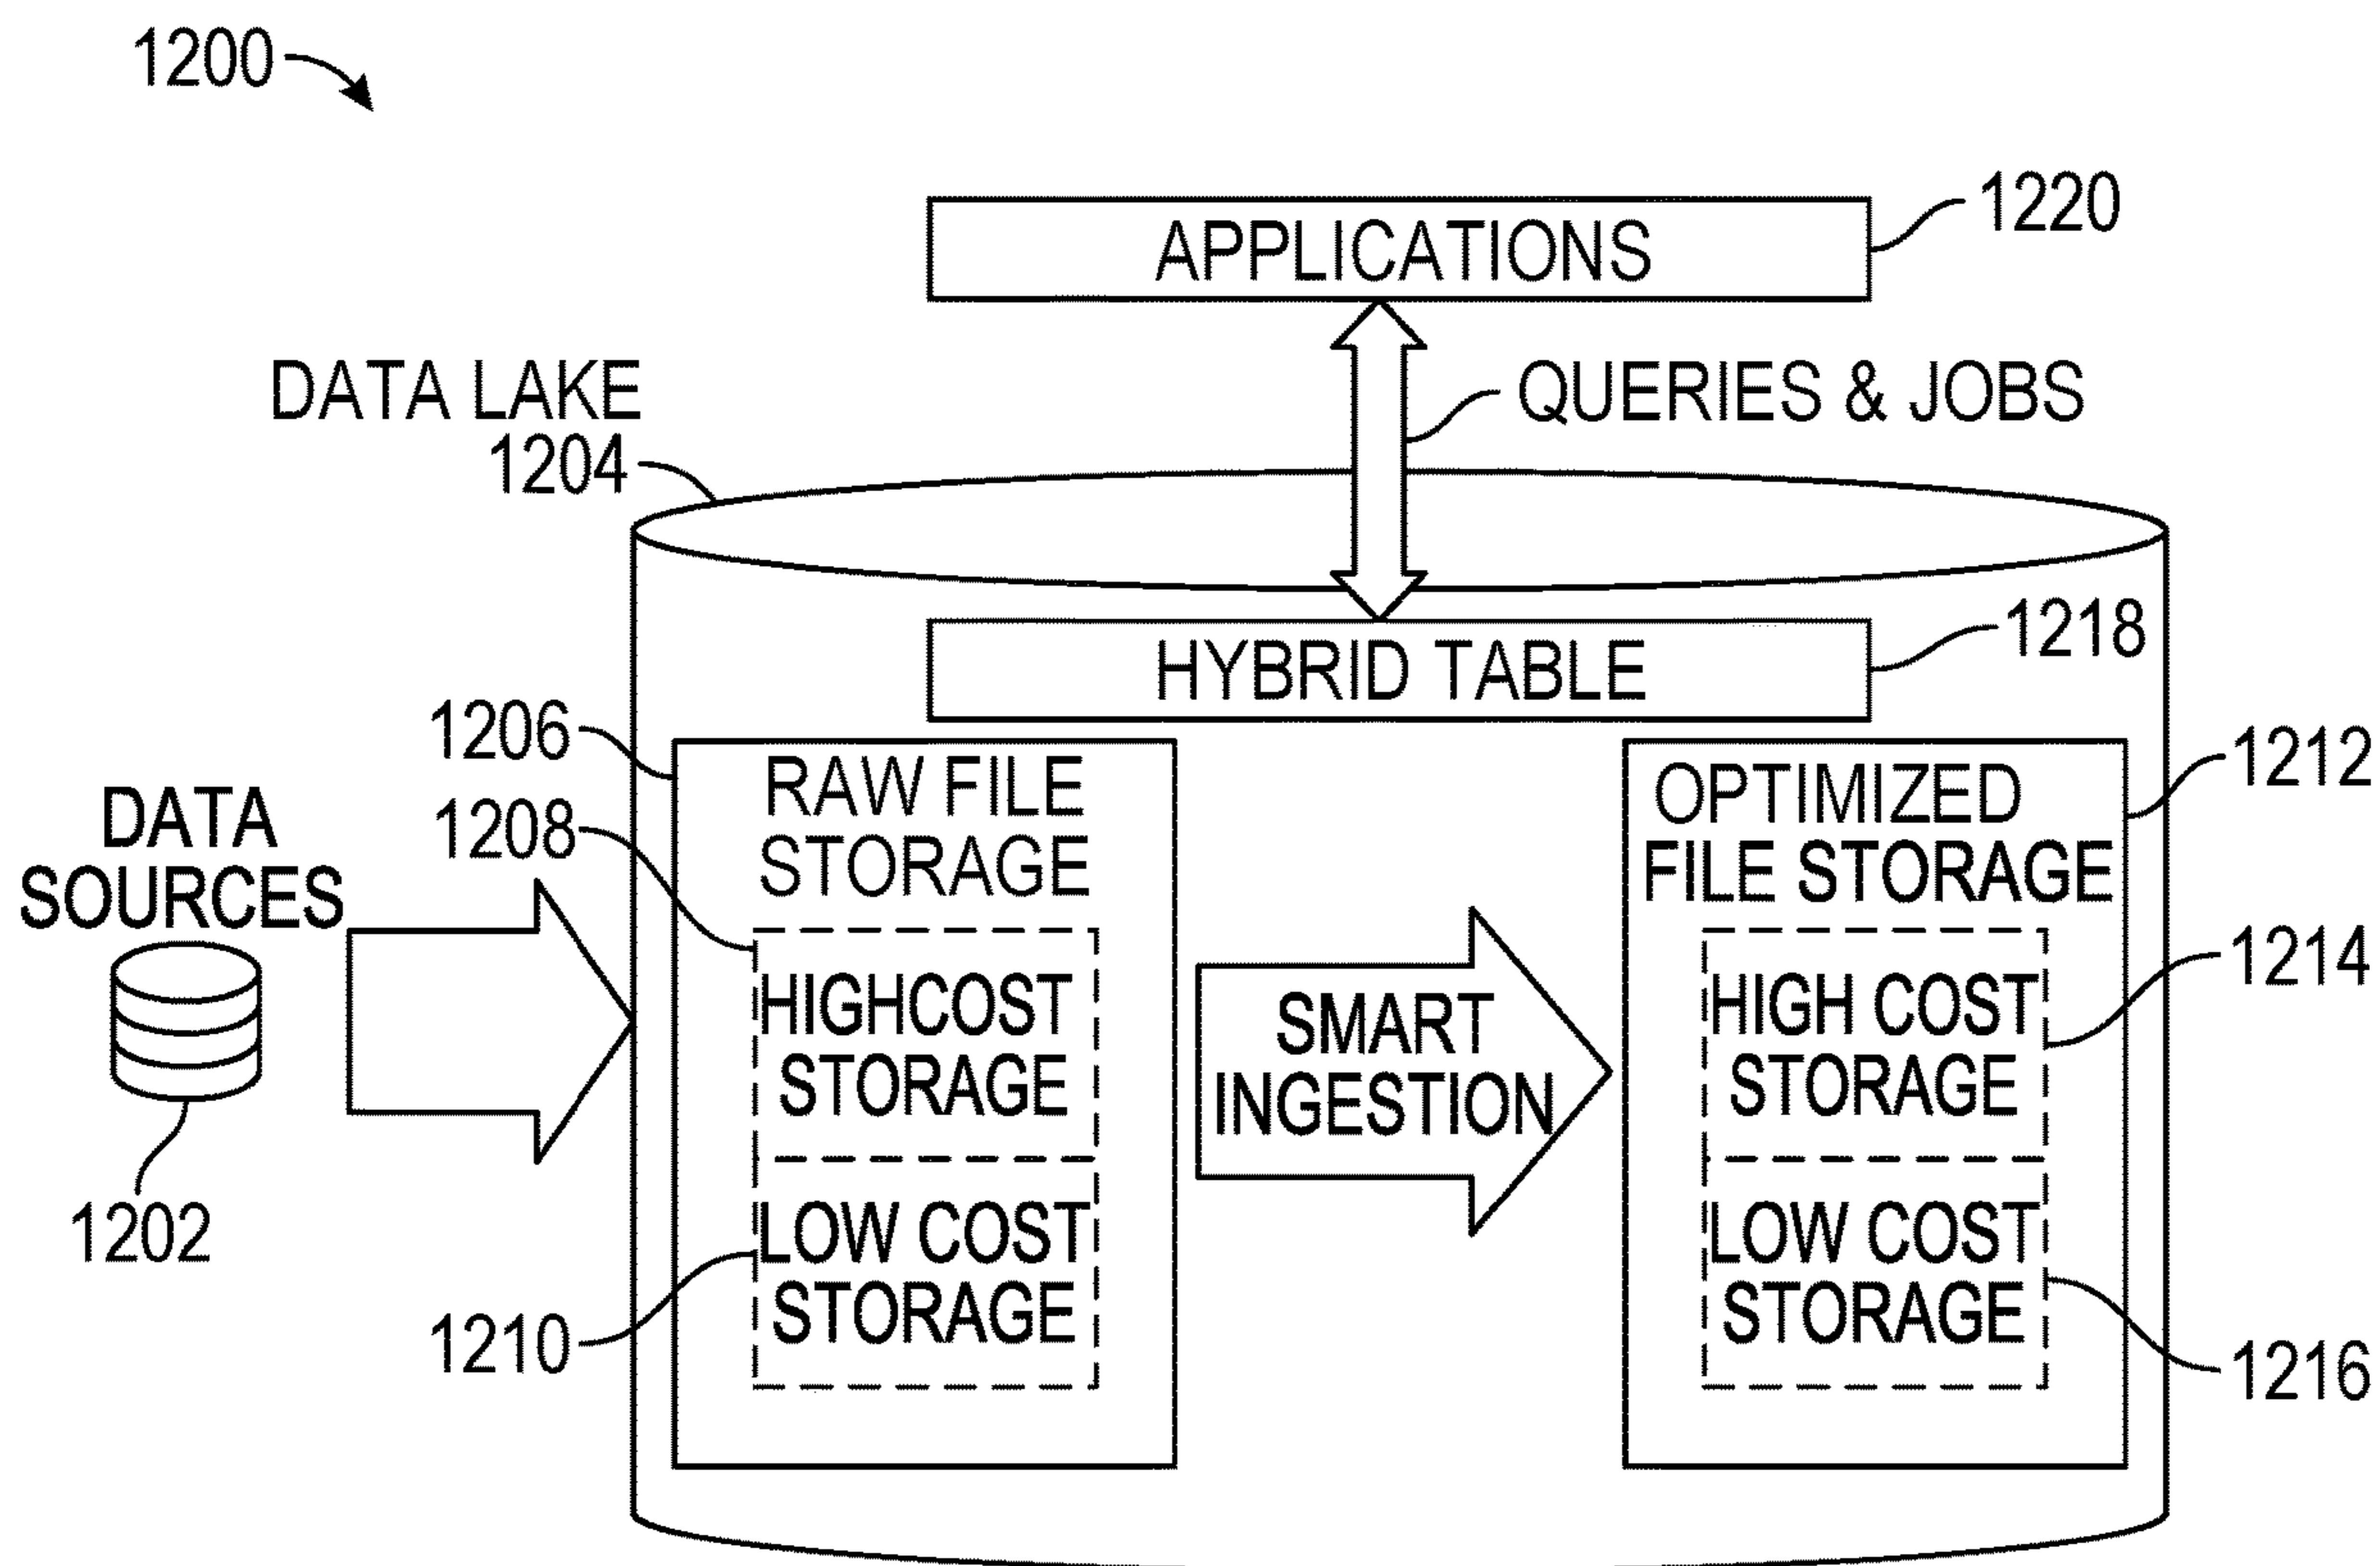 1200
APPLICATIONS
1220
DATA LAKE
1204
QUERIES & JOBS
HYBRID TABLE
1218
1206
RAW FILE
STORAGE
1208
OPTIMIZED
FILE STORAGE
1212
DATA
SOURCES
1202
HIGHCOST
STORAGE
LOW COST
STORAGE
1210
SMART
INGESTION
HIGH COST
STORAGE
1214
LOW COST
STORAGE
1216